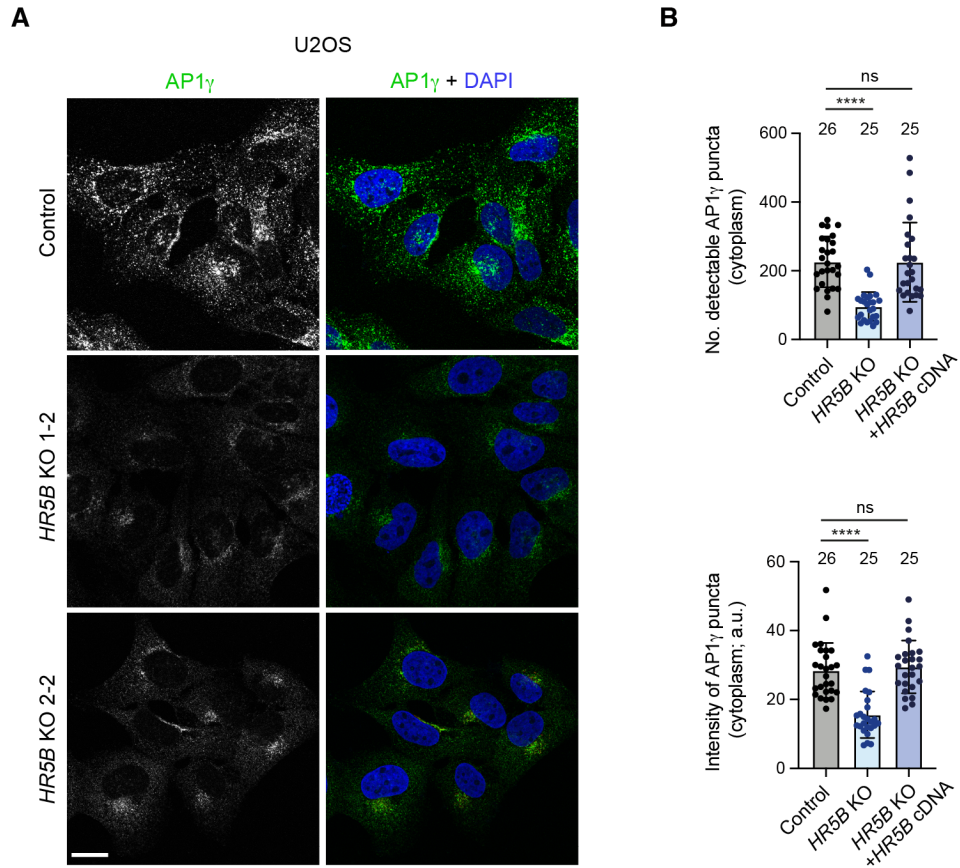 A
U2OS
AP1γ
AP1γ + DAPI
Control
HR5B KO 1-2
HR5B KO 2-2
B
ns
****
26 25 25
600
400
200
0
No. detectable AP1γ puncta
(cytoplasm)
Control
HR5B KO
HR5B KO
+HR5B cDNA
ns
****
26 25 25
60
40
20
0
Intensity of AP1γ puncta
(cytoplasm; a.u.)
Control
HR5B KO
HR5B KO
+HR5B cDNA